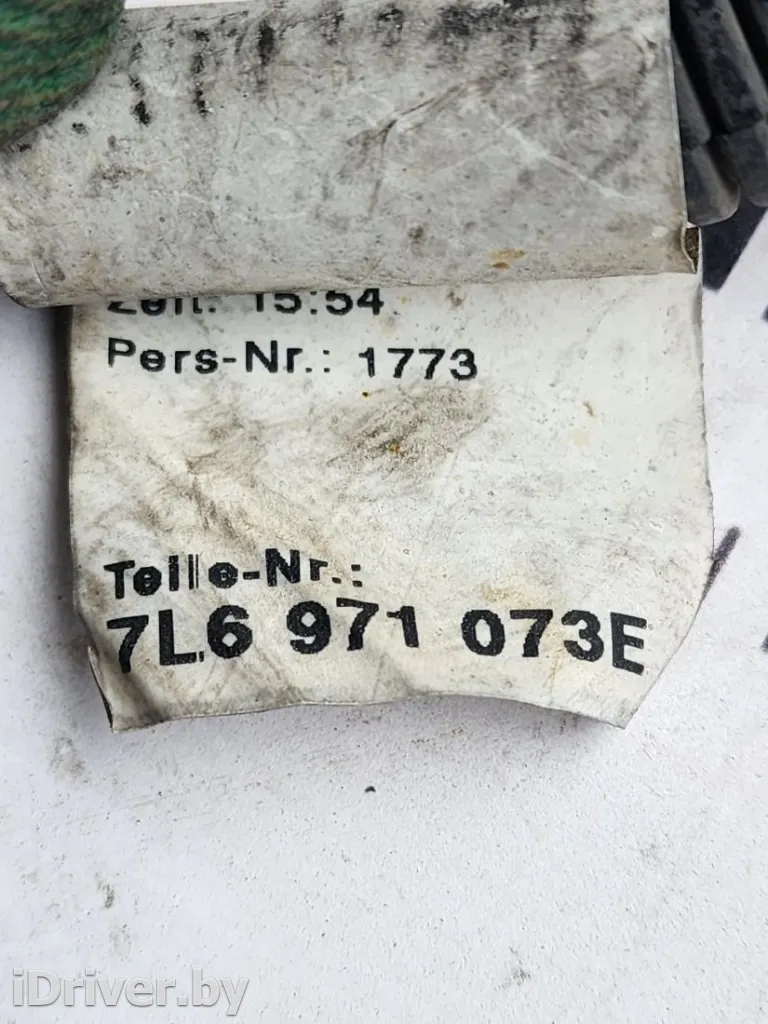 Zeit: 15:54
Pers-Nr.: 1773
Teile-Nr.:
7L6 971 073E
iDriver.by